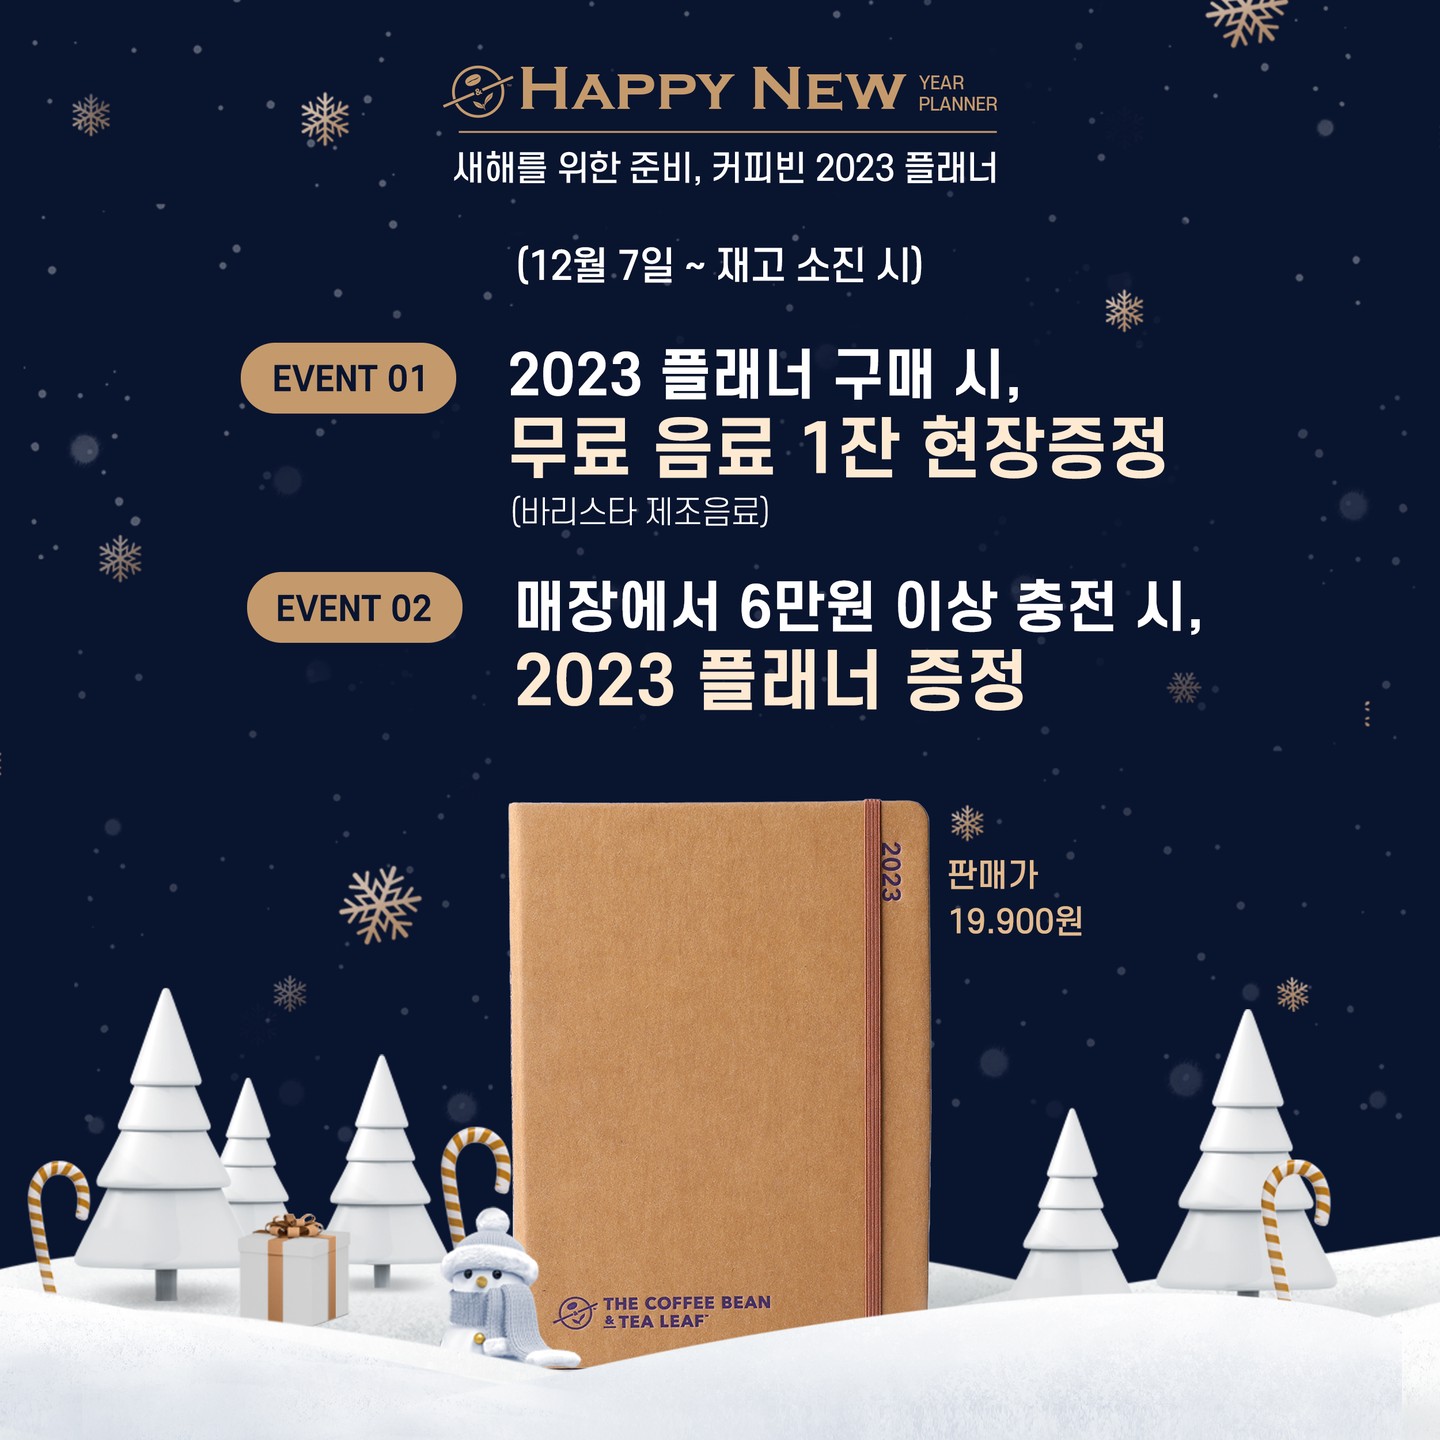 HAPPY NEW YEAR PLANNER
새해를 위한 준비, 커피빈 2023 플래너
(12월 7일 ~ 재고 소진 시)
EVENT 01
2023 플래너 구매 시,
무료 음료 1잔 현장증정
(바리스타 제조음료)
EVENT 02
매장에서 6만원 이상 충전 시,
2023 플래너 증정
2023
판매가
19.900원
THE COFFEE BEAN
& TEA LEAF